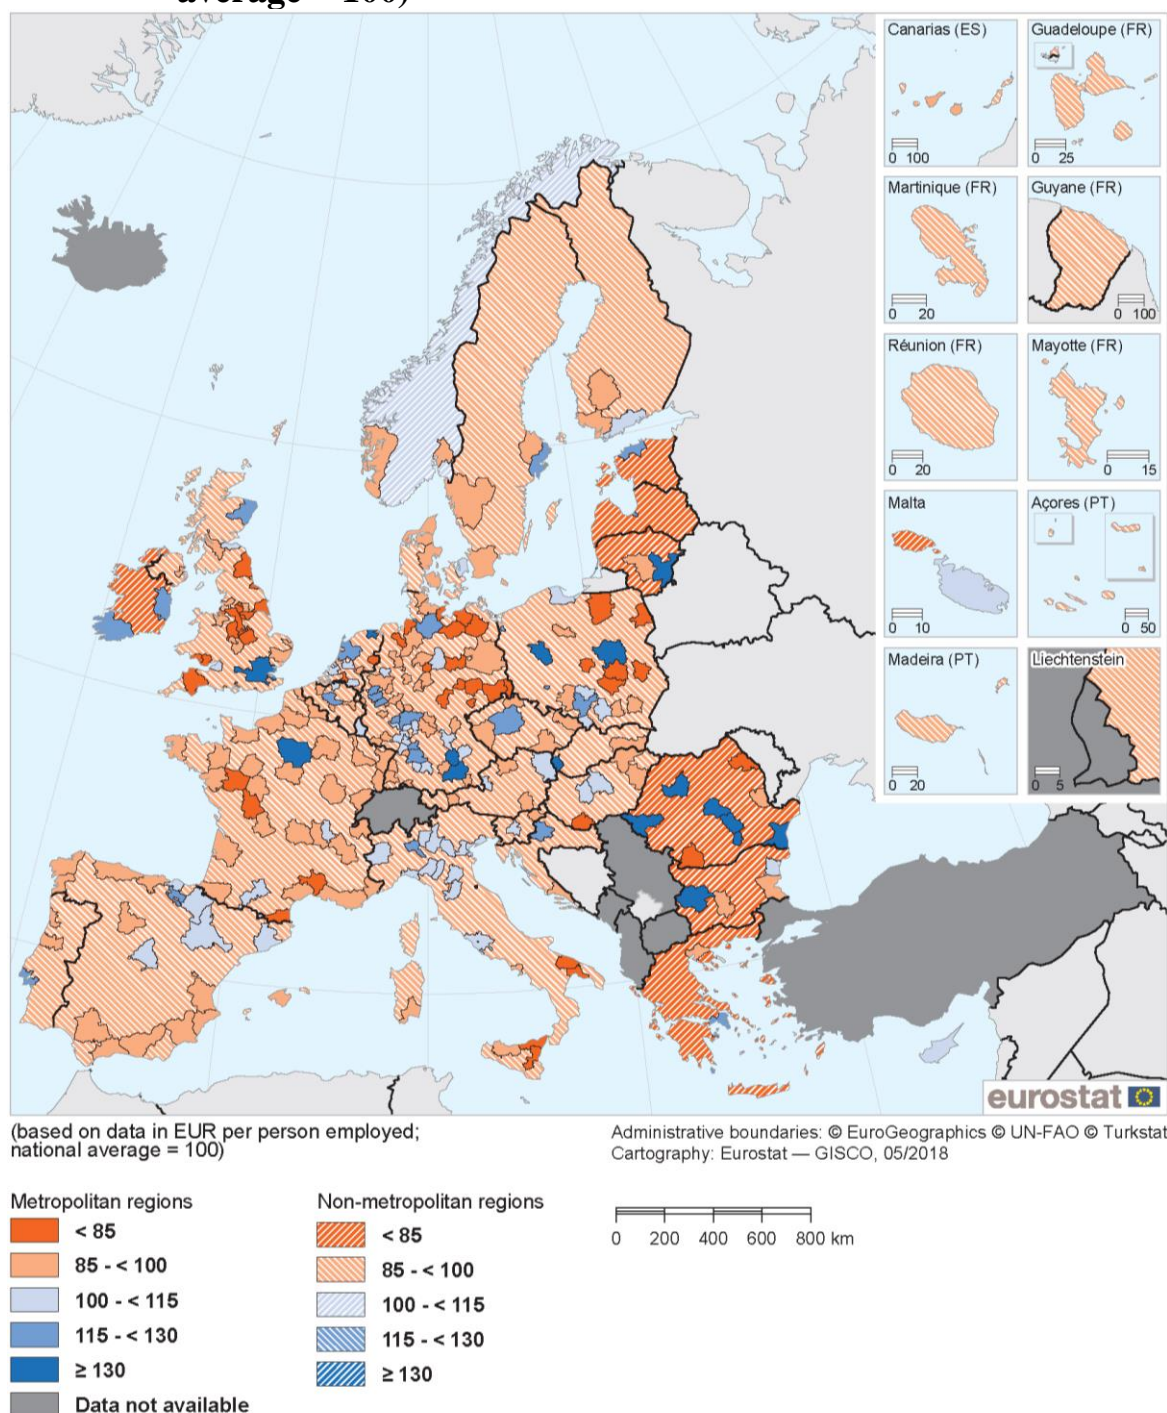 average = 100)
Canarias (ES)
0 100
Guadeloupe (FR)
0 25
Martinique (FR)
0 20
Guyane (FR)
0 100
Réunion (FR)
0 20
Mayotte (FR)
0 15
Malta
0 10
Açores (PT)
0 50
Madeira (PT)
0 20
Liechtenstein
0 5
eurostat
(based on data in EUR per person employed;
national average = 100)
Administrative boundaries: © EuroGeographics © UN-FAO © Turkstat
Cartography: Eurostat — GISCO, 05/2018
Metropolitan regions
< 85
85 - < 100
100 - < 115
115 - < 130
≥ 130
Data not available
Non-metropolitan regions
< 85
85 - < 100
100 - < 115
115 - < 130
≥ 130
0 200 400 600 800 km